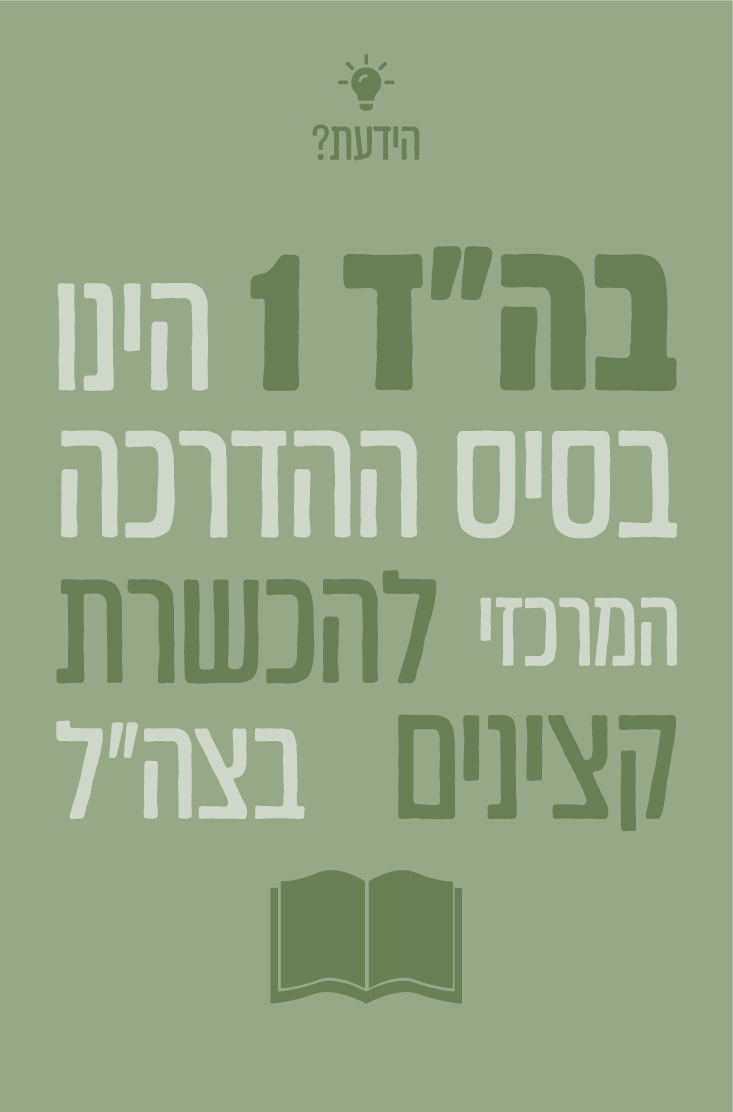 הידעת?
בה"ד 1 הינו
בסיס ההדרכה
המרכזי להכשרת
קצינים בצה"ל